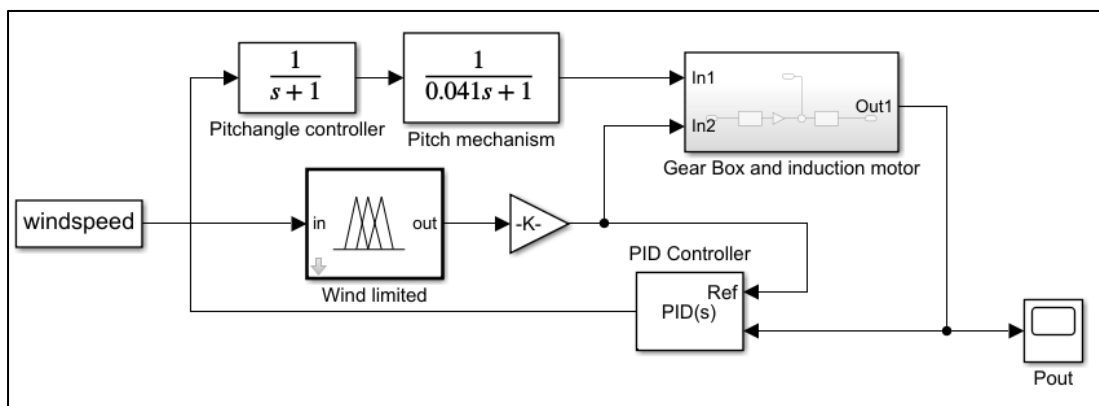 1
s + 1
Pitchangle controller
1
0.041s + 1
Pitch mechanism
In1
In2
Out1
Gear Box and induction motor
windspeed
in
out
Wind limited
-K-
PID Controller
Ref
PID(s)
Pout